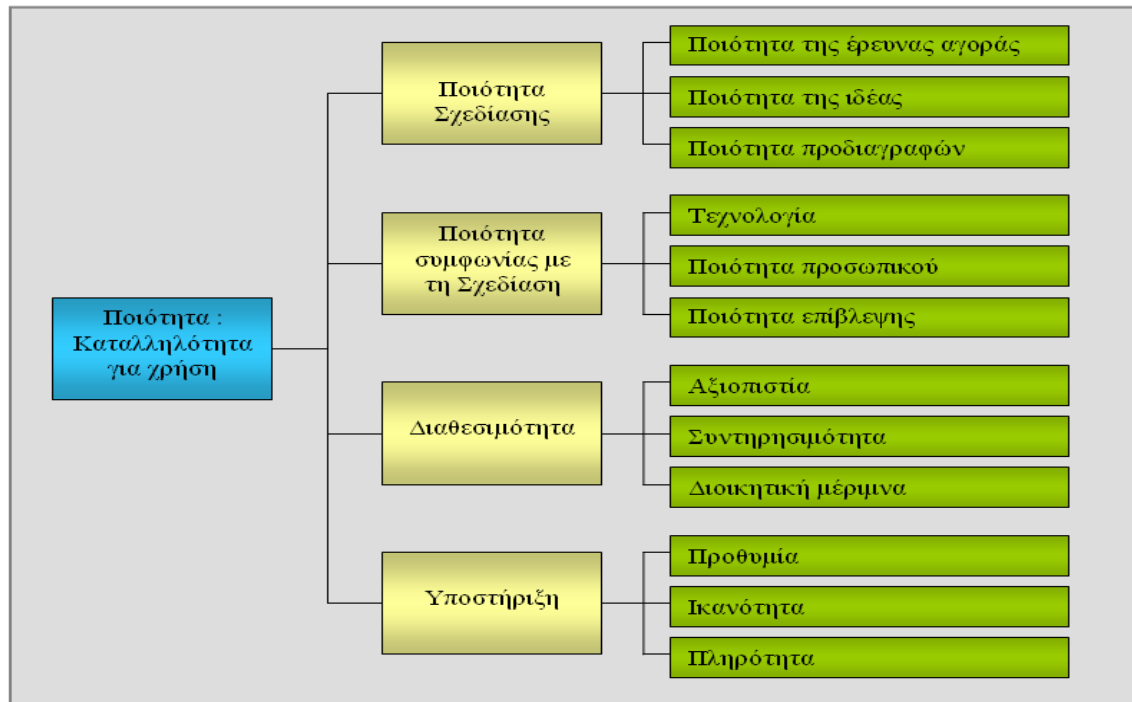 Ποιότητα :
Καταλληλότητα
για χρήση
Ποιότητα
Σχεδίασης
Ποιότητα της έρευνας αγοράς
Ποιότητα της ιδέας
Ποιότητα προδιαγραφών
Ποιότητα
συμφωνίας με
τη Σχεδίαση
Τεχνολογία
Ποιότητα προσωπικού
Ποιότητα επίβλεψης
Διαθεσιμότητα
Αξιοπιστία
Συντηρησιμότητα
Διοικητική μέριμνα
Υποστήριξη
Προθυμία
Ικανότητα
Πληρότητα